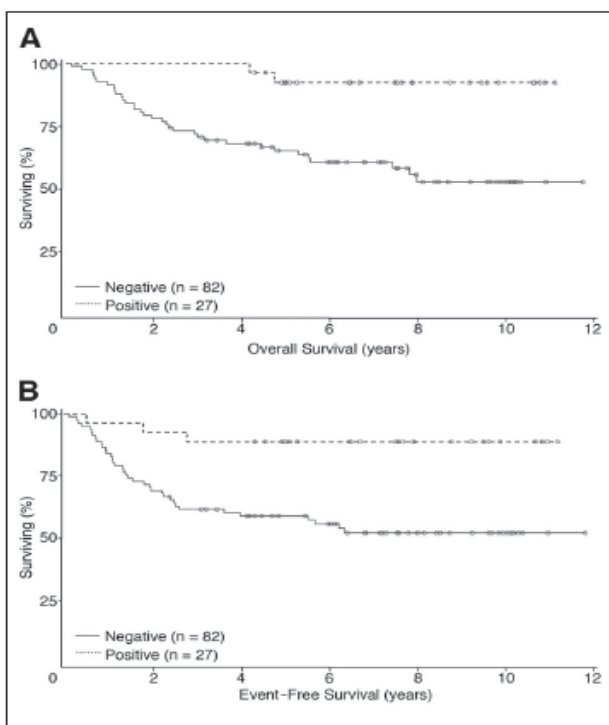 A
100
75
50
25
0
Surviving (%)
Negative (n = 82)
Positive (n = 27)
2 4 6 8 10 12
Overall Survival (years)
B
100
75
50
25
0
Surviving (%)
Negative (n = 82)
Positive (n = 27)
2 4 6 8 10 12
Event-Free Survival (years)